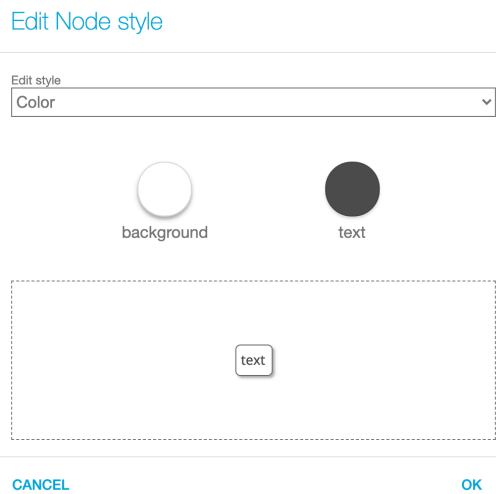 Edit Node style
Edit style
Color
background text
text
CANCEL OK